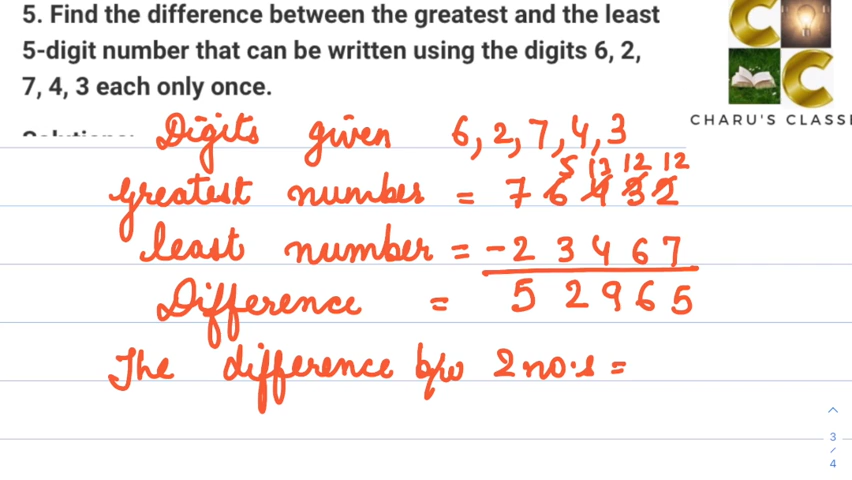 5. Find the difference between the greatest and the least
5-digit number that can be written using the digits 6, 2,
7, 4, 3 each only once.
CHARU'S CLASSE
Digits given 6, 2, 7, 4, 3
5 13 12 12
greatest number = 7 6 4 3 2
least number = - 2 3 4 6 7
Difference = 5 2 9 6 5
The difference b/w 2 no.s =
3
/
4